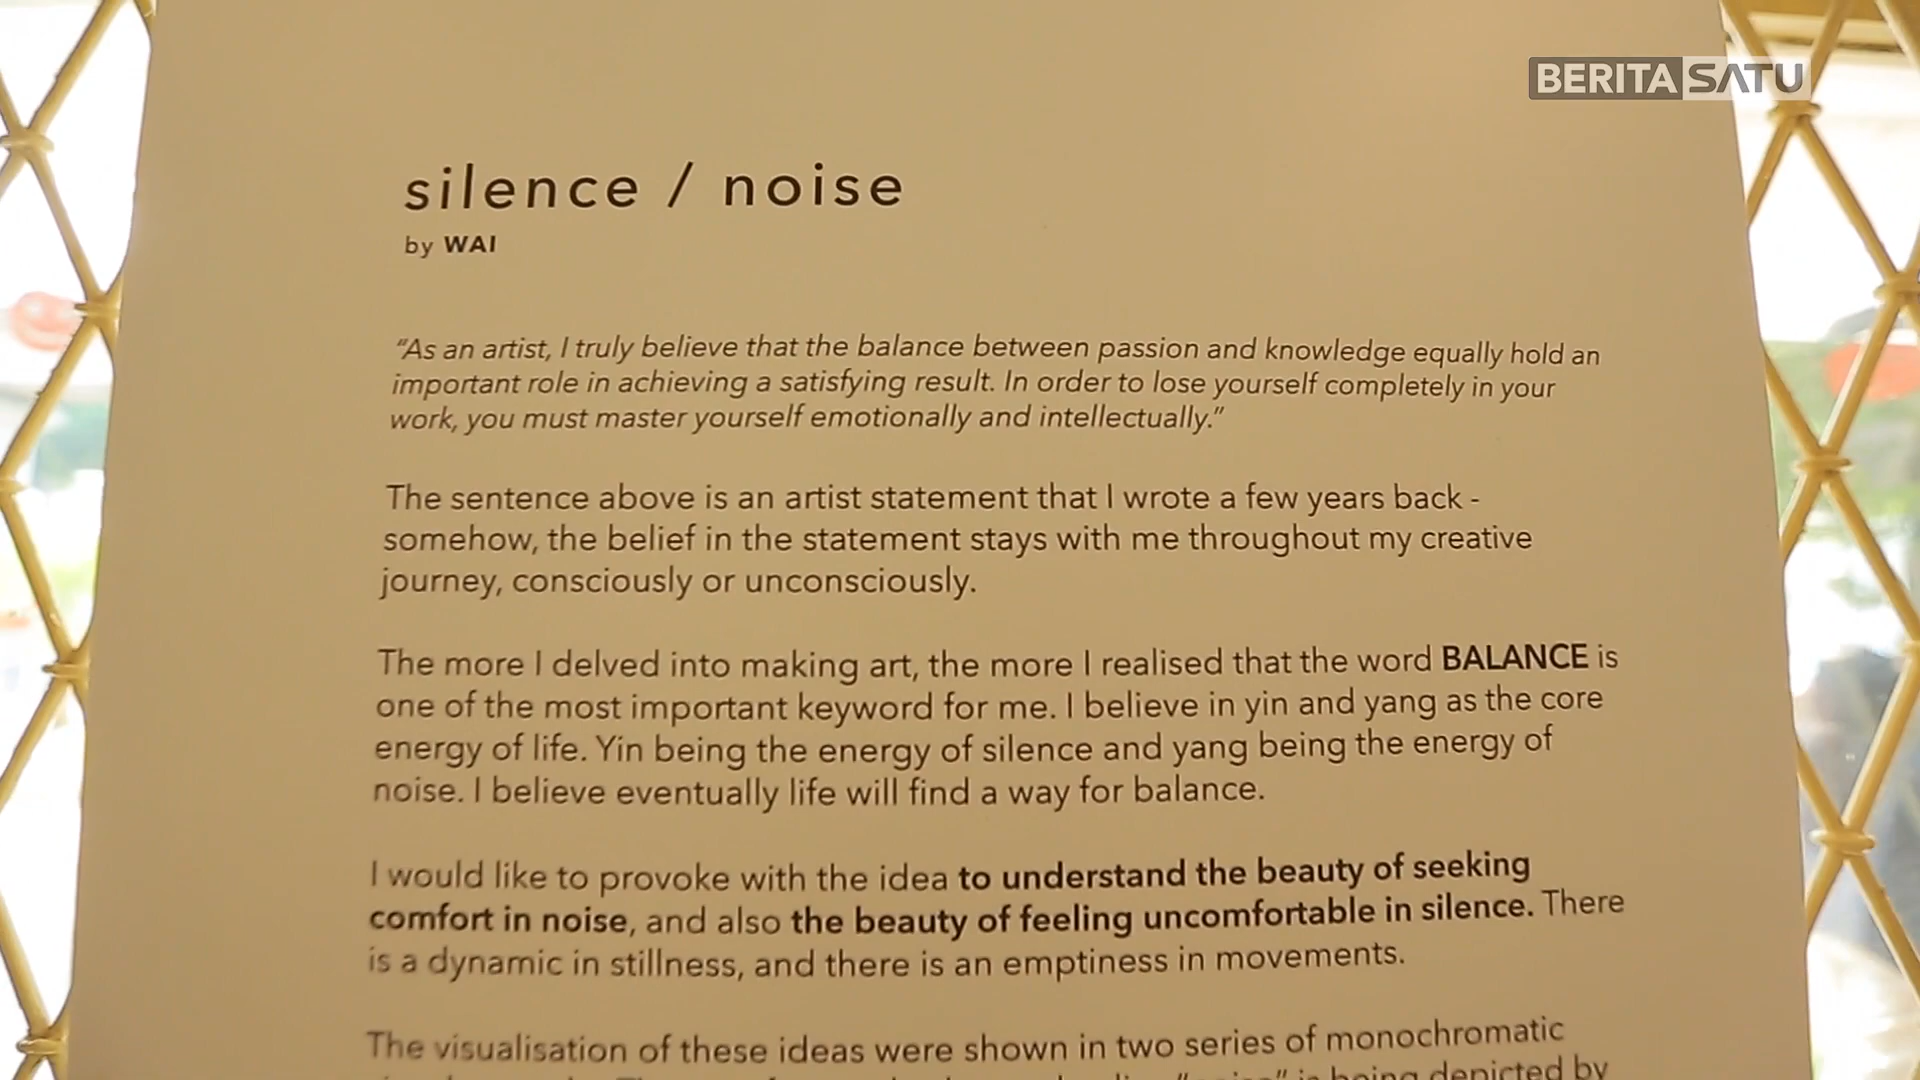 BERITA SATU
silence / noise
by WAI
"As an artist, I truly believe that the balance between passion and knowledge equally hold an
important role in achieving a satisfying result. In order to lose yourself completely in your
work, you must master yourself emotionally and intellectually."
The sentence above is an artist statement that I wrote a few years back -
somehow, the belief in the statement stays with me throughout my creative
journey, consciously or unconsciously.
The more I delved into making art, the more I realised that the word BALANCE is
one of the most important keyword for me. I believe in yin and yang as the core
energy of life. Yin being the energy of silence and yang being the energy of
noise. I believe eventually life will find a way for balance.
I would like to provoke with the idea to understand the beauty of seeking
comfort in noise, and also the beauty of feeling uncomfortable in silence. There
is a dynamic in stillness, and there is an emptiness in movements.
The visualisation of these ideas were shown in two series of monochromatic
"noise" is being depicted by